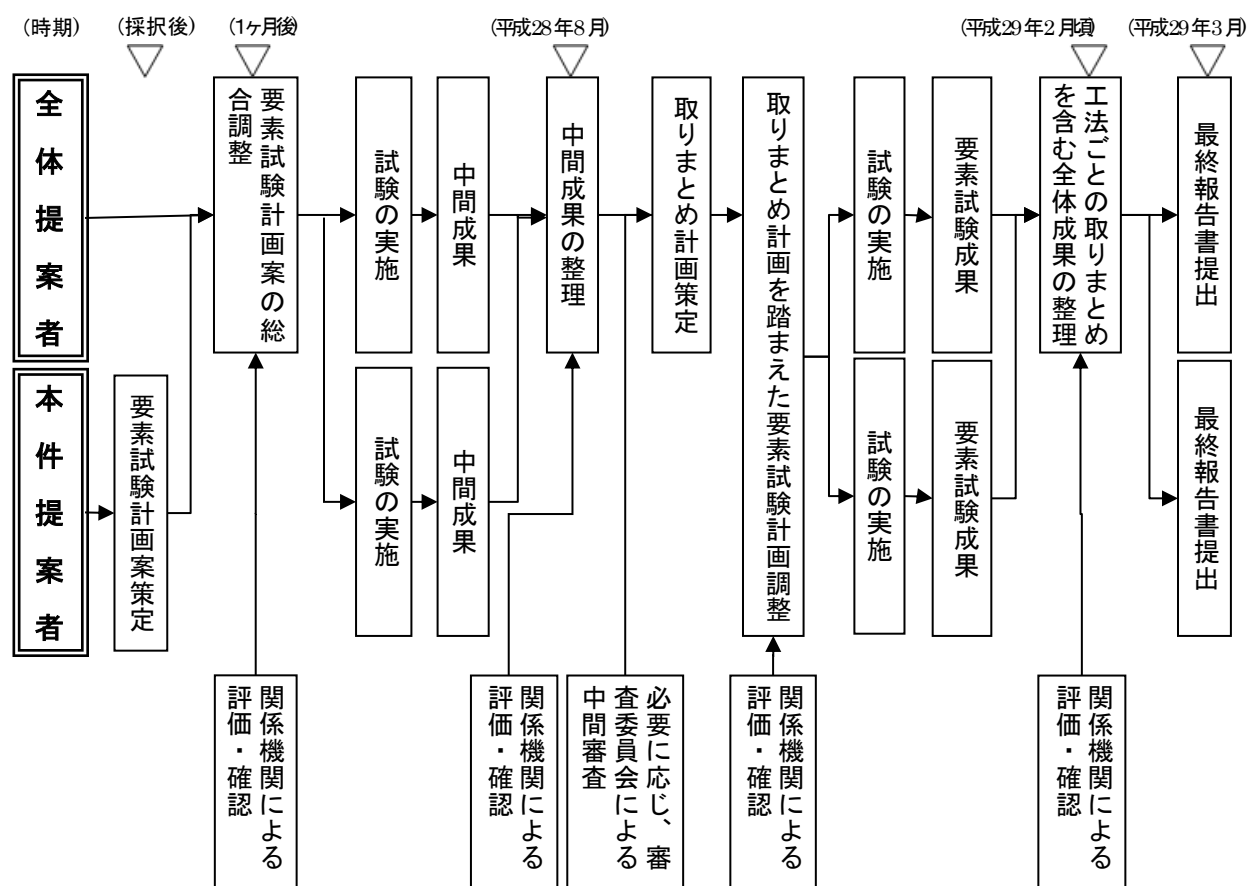 (時期)
(採択後)
(1ヶ月後)
(平成28年8月)
(平成29年2月頃)
(平成29年3月)
全体提案者
要素試験計画案の総
合調整
試験の実施
中間成果
中間成果の整理
取りまとめ計画策定
取りまとめ計画を踏まえた要素試験計画調整
試験の実施
要素試験成果
工法ごとの取りまとめ
を含む全体成果の整理
最終報告書提出
本件提案者
要素試験計画案策定
試験の実施
中間成果
試験の実施
要素試験成果
最終報告書提出
関係機関による
評価・確認
関係機関による
評価・確認
必要に応じ、審
査委員会による
中間審査
関係機関による
評価・確認
関係機関による
評価・確認